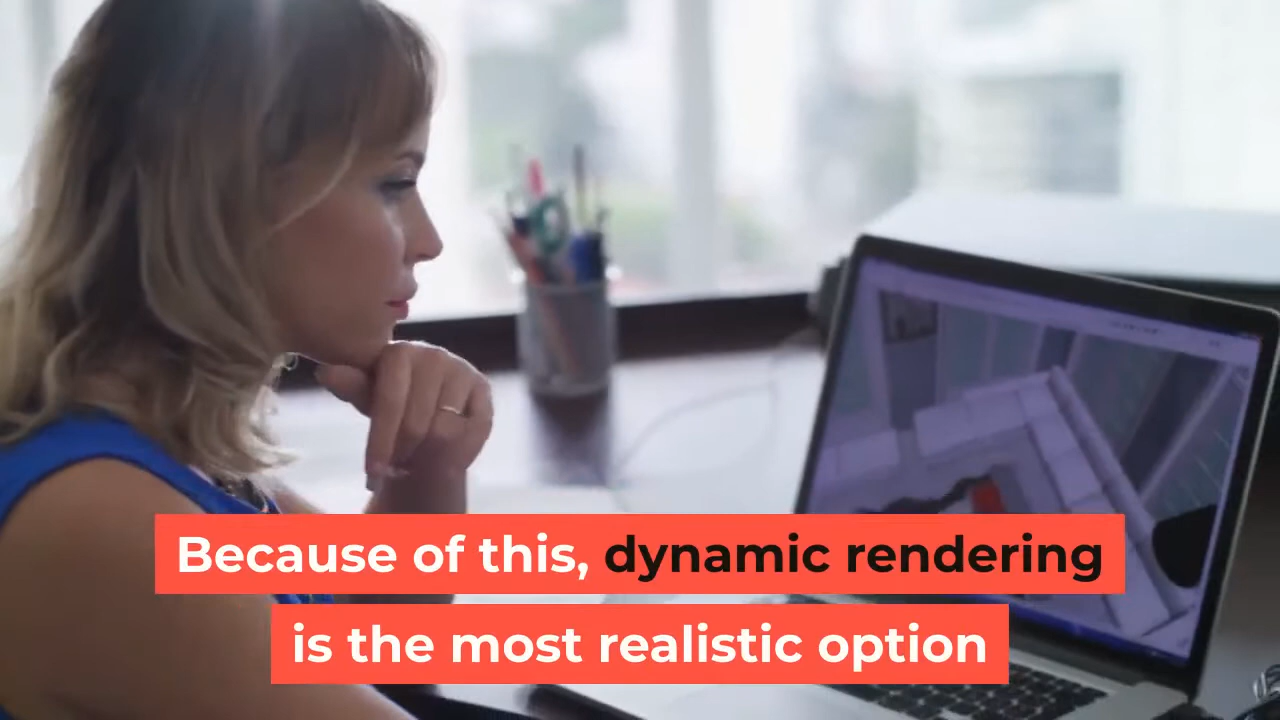 Because of this, dynamic rendering
is the most realistic option